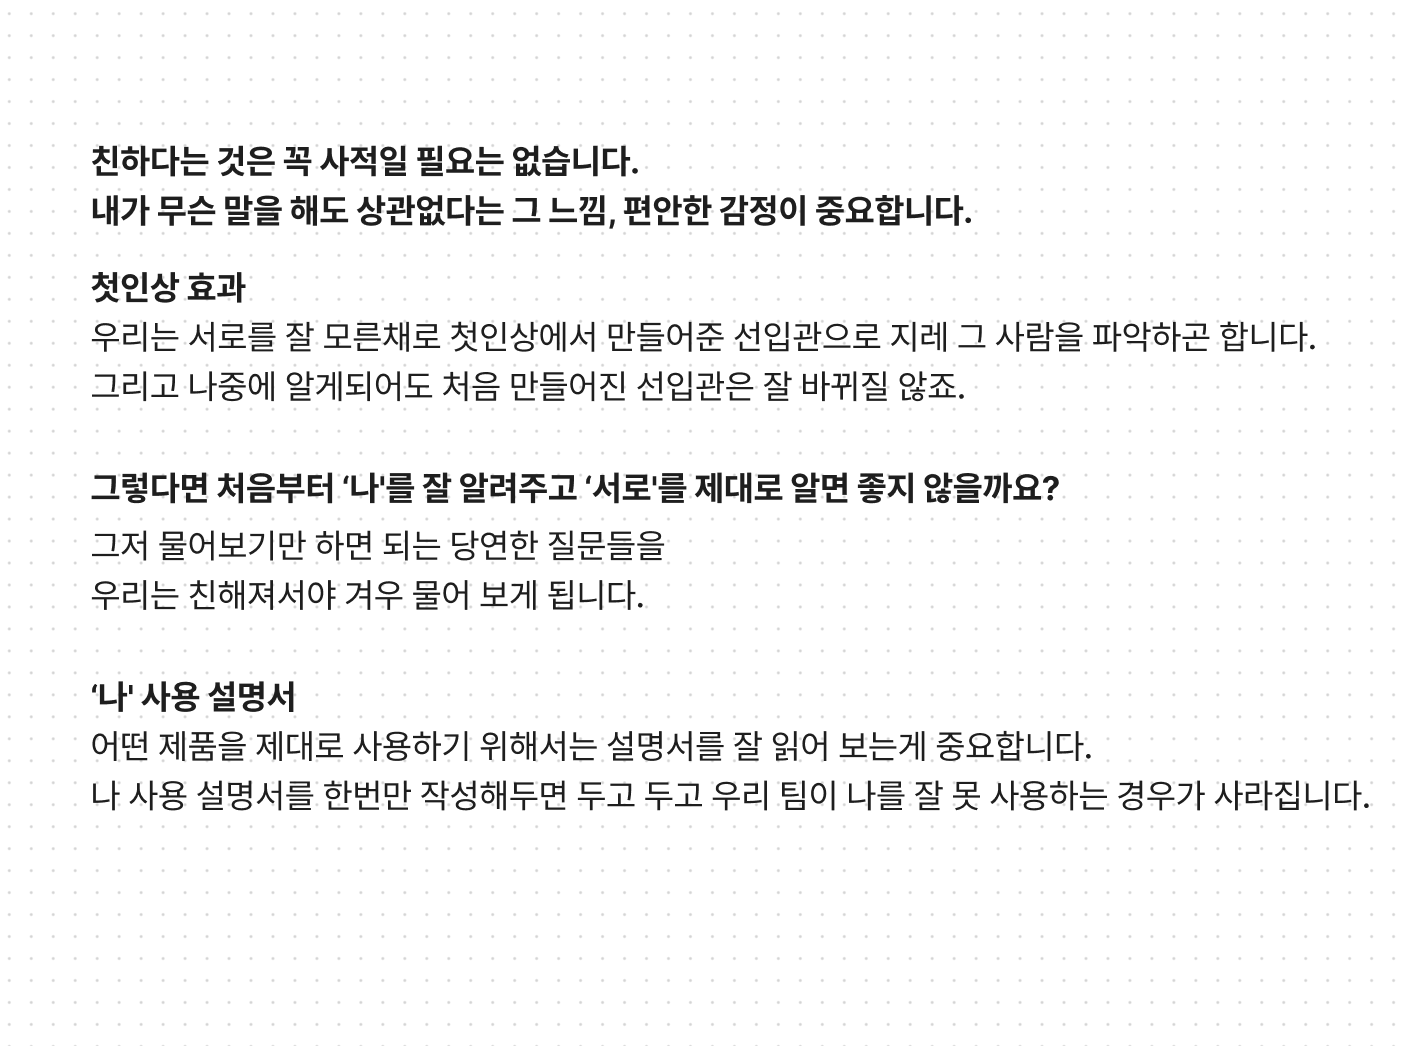 친하다는 것은 꼭 사적일 필요는 없습니다.
내가 무슨 말을 해도 상관없다는 그 느낌, 편안한 감정이 중요합니다.
첫인상 효과
우리는 서로를 잘 모른채로 첫인상에서 만들어준 선입관으로 지레 그 사람을 파악하곤 합니다.
그리고 나중에 알게되어도 처음 만들어진 선입관은 잘 바뀌질 않죠.
그렇다면 처음부터 ‘나'를 잘 알려주고 ‘서로'를 제대로 알면 좋지 않을까요?
그저 물어보기만 하면 되는 당연한 질문들을
우리는 친해져서야 겨우 물어 보게 됩니다.
‘나' 사용 설명서
어떤 제품을 제대로 사용하기 위해서는 설명서를 잘 읽어 보는게 중요합니다.
나 사용 설명서를 한번만 작성해두면 두고 두고 우리 팀이 나를 잘 못 사용하는 경우가 사라집니다.